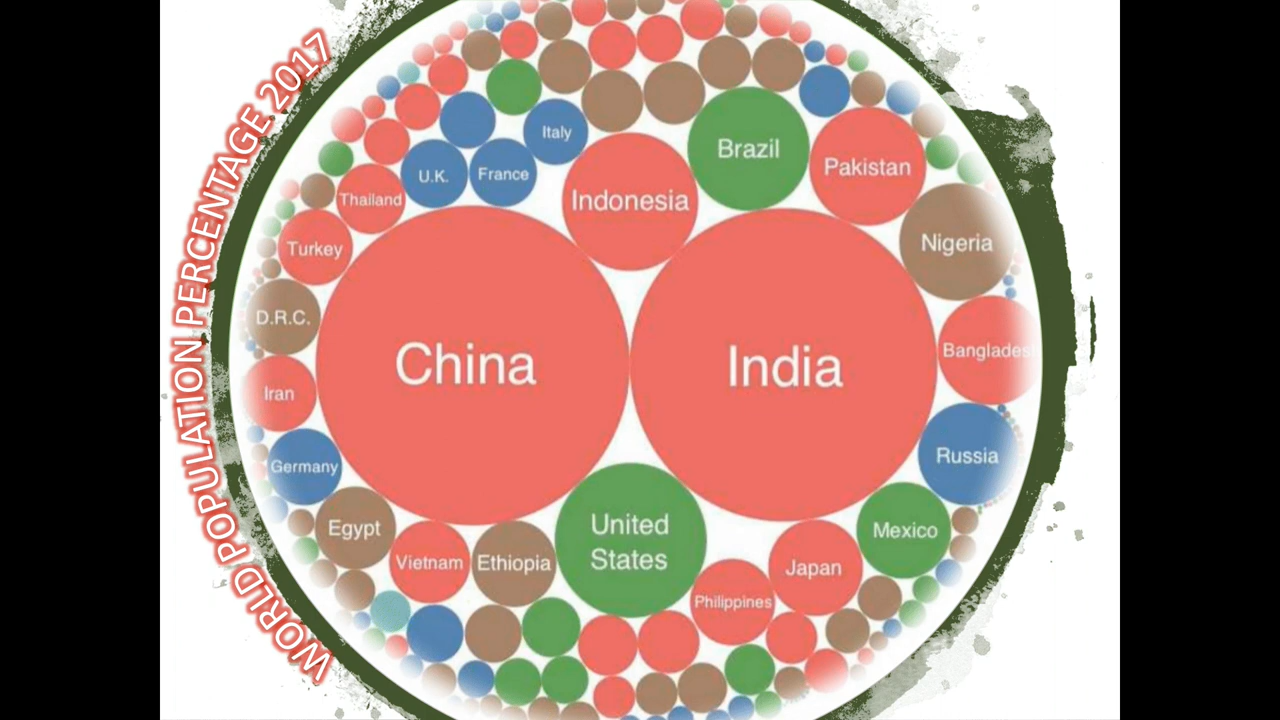 WORLD POPULATION PERCENTAGE 2017
Italy
Brazil
Pakistan
U.K.
France
Thailand
Indonesia
Turkey
Nigeria
D.R.C.
Bangladesh
China
India
Iran
Germany
Russia
Egypt
United
States
Mexico
Vietnam
Ethiopia
Japan
Philippines